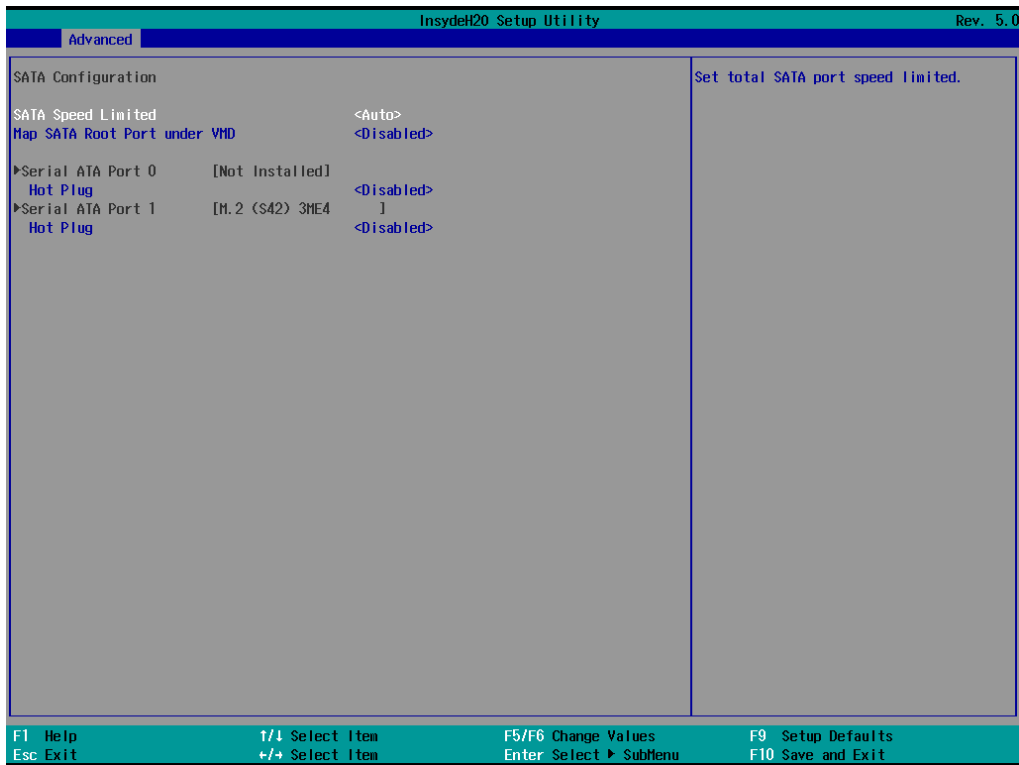 InsydeH20 Setup Utility Rev. 5.0
Advanced
SATA Configuration
Set total SATA port speed limited.
SATA Speed Limited <Auto>
Map SATA Root Port under VMD <Disabled>
▶Serial ATA Port 0 [Not Installed]
Hot Plug <Disabled>
▶Serial ATA Port 1 [M.2 (S42) 3ME4 ]
Hot Plug <Disabled>
F1 Help ↑/↓ Select Item F5/F6 Change Values F9 Setup Defaults
Esc Exit ←/→ Select Item Enter Select ▶ SubMenu F10 Save and Exit